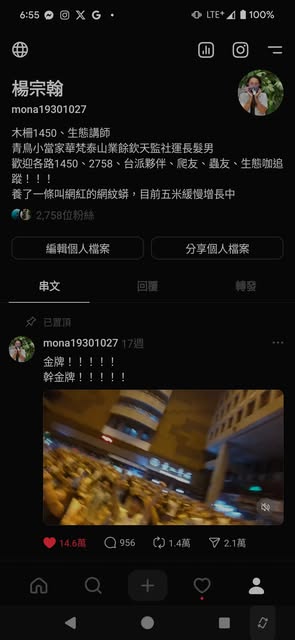 6:55
LTE+ 100%
楊宗翰
mona19301027
木柵1450、生態講師
青鳥小當家華梵泰山業餘欽天監社運長髮男
歡迎各路1450、2758、台派夥伴、爬友、蟲友、生態咖追
蹤！！！
養了一條叫網紅的網紋蟒，目前五米緩慢增長中
2,758位粉絲
編輯個人檔案
分享個人檔案
串文
回覆
轉發
已置頂
mona19301027 17週
金牌！！！！！
幹金牌！！！！！
14.6萬
956
1.4萬
2.1萬